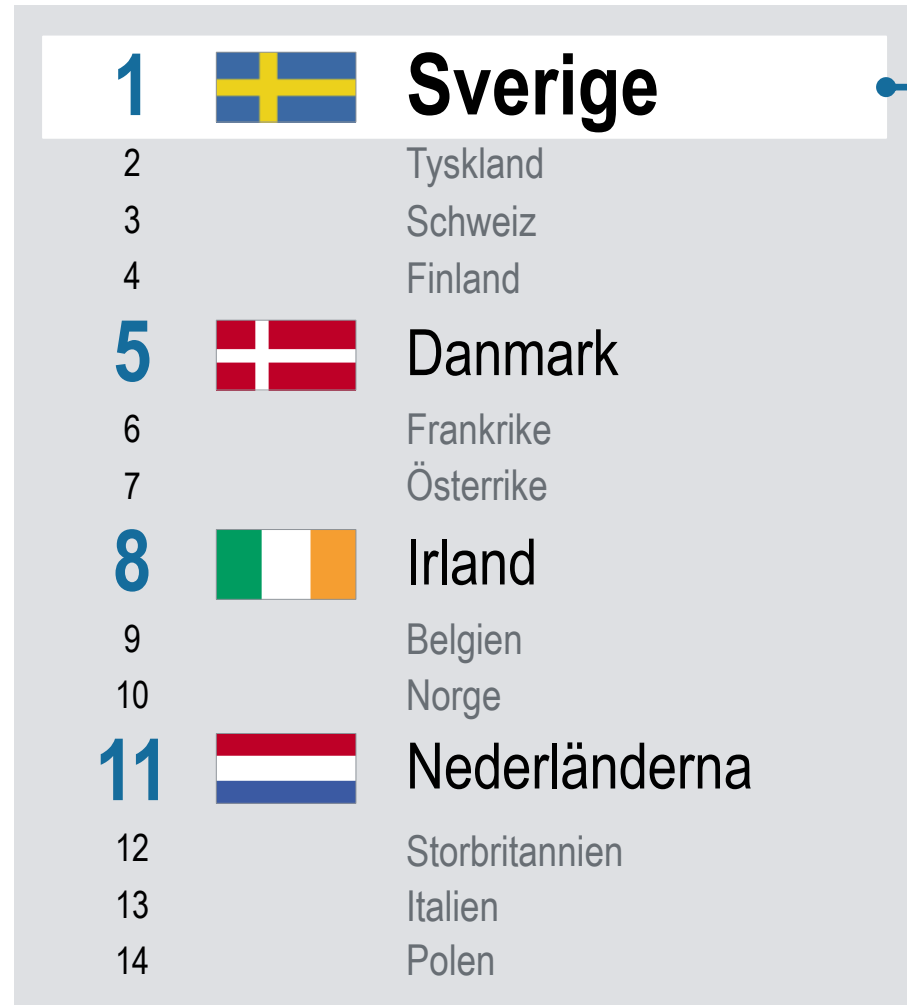 1 Sverige
2 Tyskland
3 Schweiz
4 Finland
5 Danmark
6 Frankrike
7 Österrike
8 Irland
9 Belgien
10 Norge
11 Nederländerna
12 Storbritannien
13 Italien
14 Polen